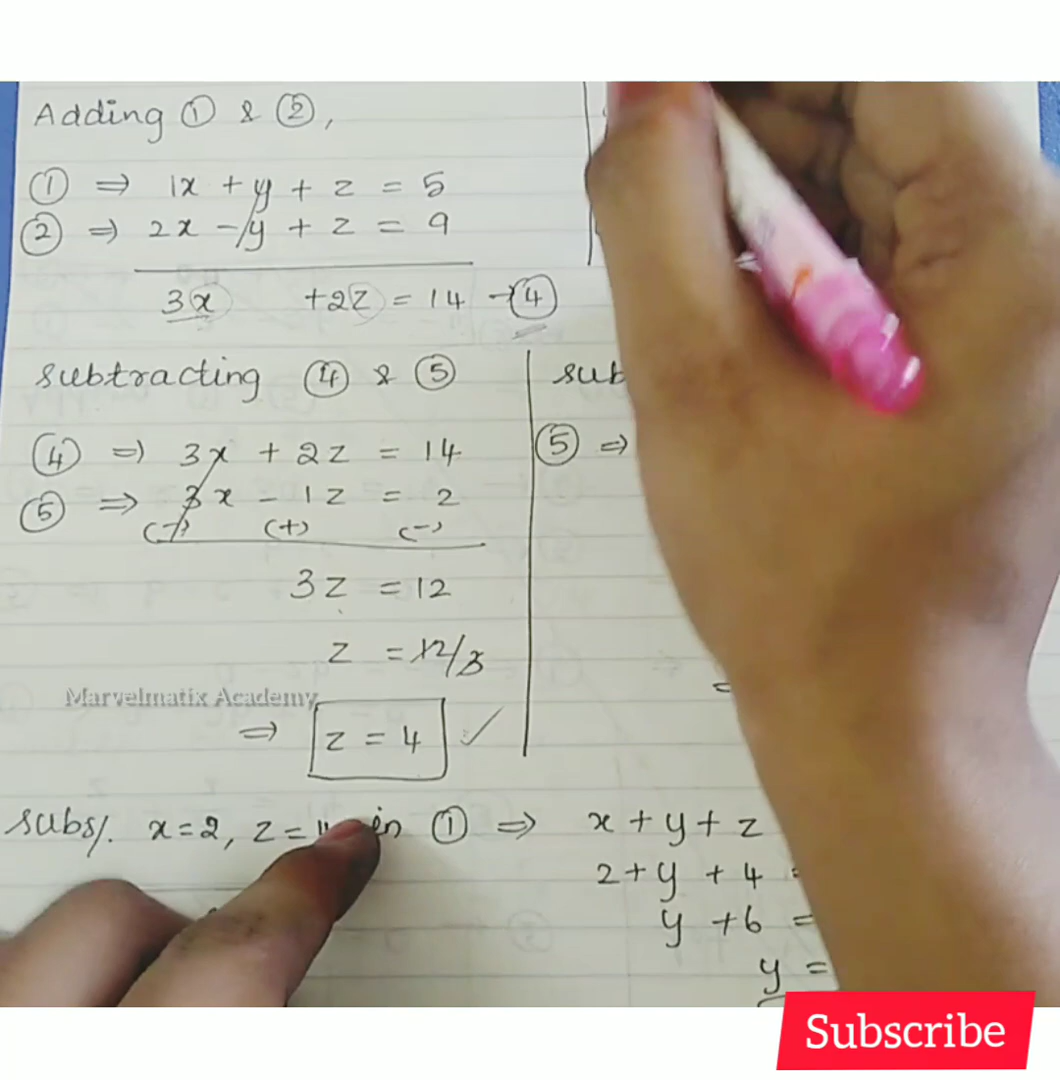 Adding ① & ②,
① ⇒ 1x + y + z = 5
② ⇒ 2x - y + z = 9
3x +2z = 14 → ④
subtracting ④ & ⑤
④ ⇒ 3x + 2z = 14
⑤ ⇒ 3x - 1z = 2
(-) (+) (-)
3z = 12
z = 12/3
Marvelmatix Academy
⇒ z = 4 ✓
⑤ ⇒
subs/. x=2, z= in ① ⇒ x + y + z
2 + y + 4
y + 6 =
y =
Subscribe